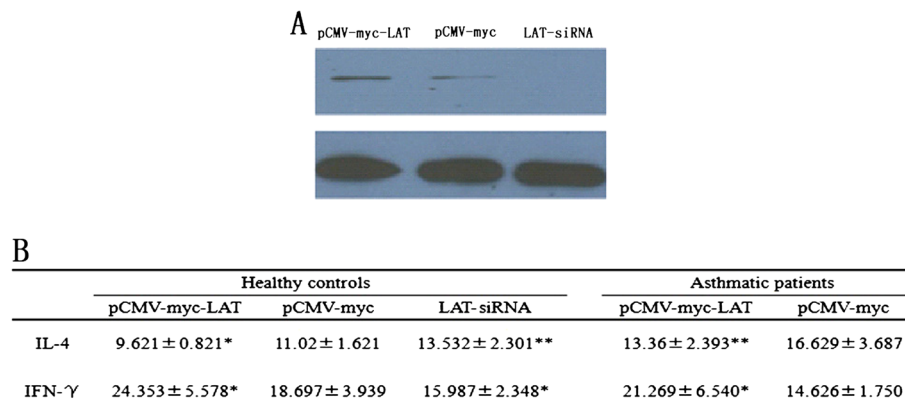 A
pCMV-myc-LAT pCMV-myc LAT-siRNA
B
Healthy controls Asthmatic patients
pCMV-myc-LAT pCMV-myc LAT-siRNA pCMV-myc-LAT pCMV-myc
IL-4 9.621±0.821* 11.02±1.621 13.532±2.301** 13.36±2.393** 16.629±3.687
IFN-γ 24.353±5.578* 18.697±3.939 15.987±2.348* 21.269±6.540* 14.626±1.750